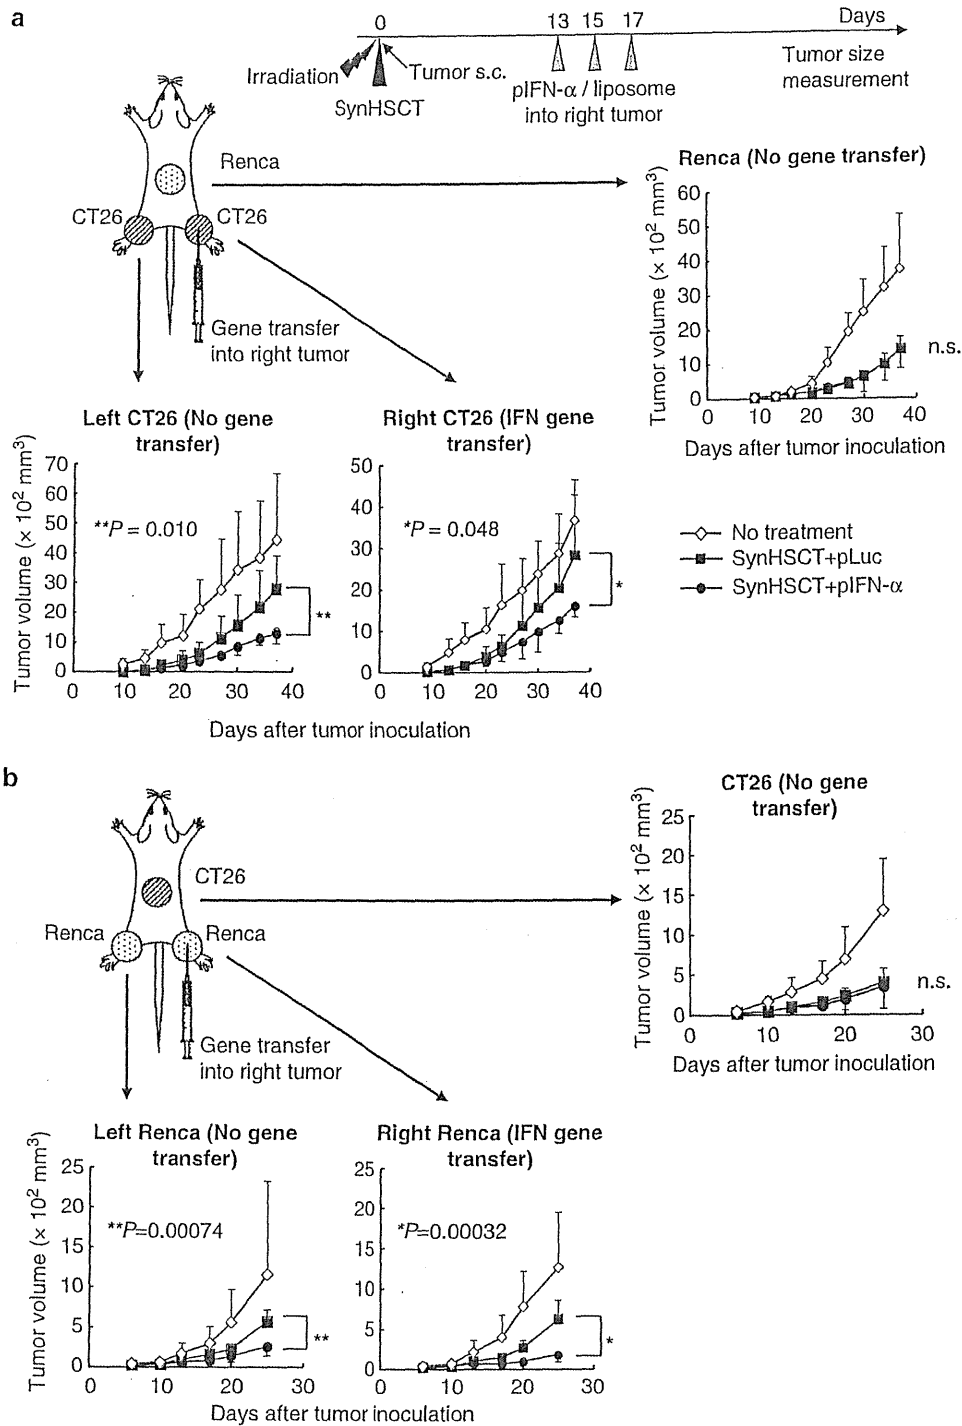 a
0 13 15 17 Days
Irradiation
Tumor s.c.
SynHSCT
pIFN-α / liposome
into right tumor
Tumor size
measurement
Renca
CT26
CT26
Gene transfer
into right tumor
Renca (No gene transfer)
Tumor volume (× 10² mm³)
60
50
40
30
20
10
0
0 10 20 30 40
n.s.
Days after tumor inoculation
Left CT26 (No gene
transfer)
Tumor volume (× 10² mm³)
70
60
50
40
30
20
10
0
0 10 20 30 40
**P = 0.010
**
Right CT26 (IFN gene
transfer)
50
40
30
20
10
0
0 10 20 30 40
*P = 0.048
*
Days after tumor inoculation
No treatment
SynHSCT+pLuc
SynHSCT+pIFN-α
b
CT26
Renca
Renca
Gene transfer
into right tumor
CT26 (No gene
transfer)
Tumor volume (× 10² mm³)
25
20
15
10
5
0
0 10 20 30
n.s.
Days after tumor inoculation
Left Renca (No gene
transfer)
Tumor volume (× 10² mm³)
25
20
15
10
5
0
0 10 20 30
**P=0.00074
**
Right Renca (IFN gene
transfer)
25
20
15
10
5
0
0 10 20 30
*P=0.00032
*
Days after tumor inoculation